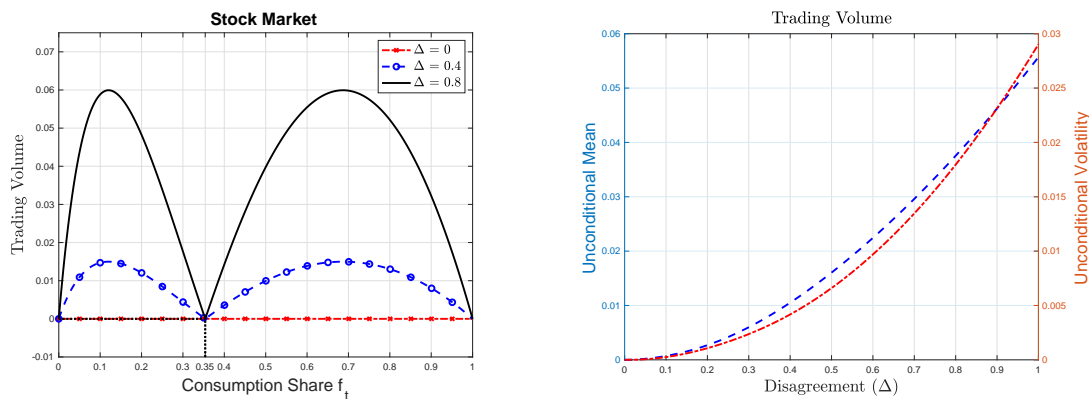 Stock Market
Δ = 0
Δ = 0.4
Δ = 0.8
0.07
0.06
0.05
0.04
0.03
0.02
0.01
0
-0.01
Trading Volume
0 0.1 0.2 0.3 0.35 0.4 0.5 0.6 0.7 0.8 0.9 1
Consumption Share f_t
Trading Volume
0.06
0.05
0.04
0.03
0.02
0.01
0
Unconditional Mean
0.03
0.025
0.02
0.015
0.01
0.005
0
Unconditional Volatility
0 0.1 0.2 0.3 0.4 0.5 0.6 0.7 0.8 0.9 1
Disagreement (Δ)